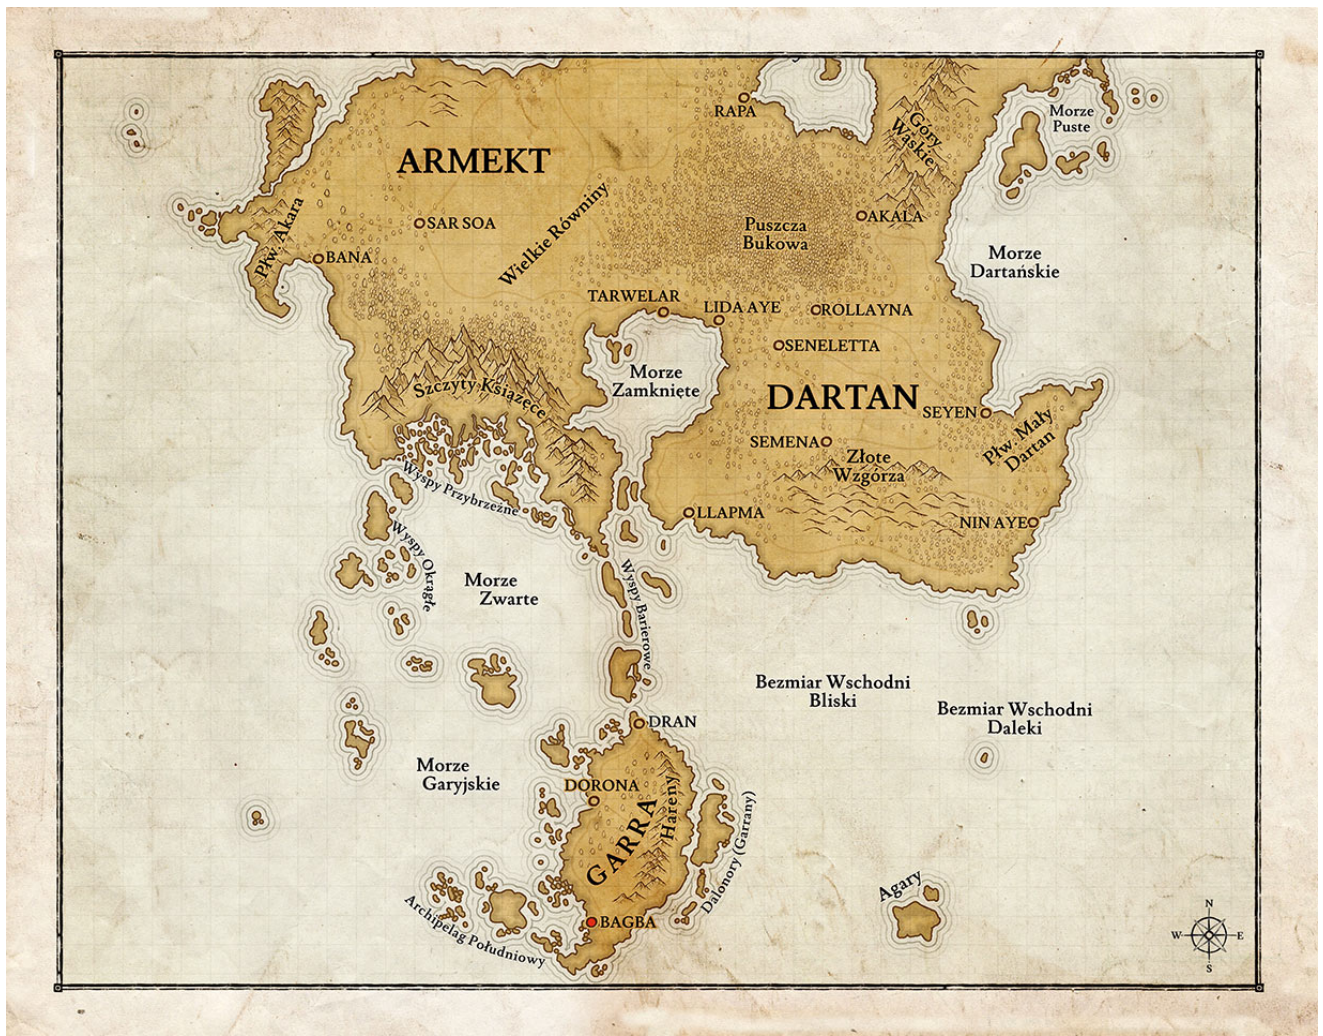 RAPA
Góry
Wąskie
Morze
Puste
ARMEKT
Płw. Akara
SAR SOA
Wielkie Równiny
Puszcza
Bukowa
AKALA
BANA
Morze
Dartańskie
TARWELAR
LIDA AYE
ROLLAYNA
SENELETTA
Morze
Zamknięte
Szczyty Książęce
DARTAN
SEYEN
Płw. Mały
Dartan
SEMENA
Złote
Wzgórza
Wyspy Przybrzeżne
LLAPMA
NIN AYE
Wyspy Okrągłe
Morze
Zwarte
Wyspy Barierowe
Bezmiar Wschodni
Bliski
Bezmiar Wschodni
Daleki
DRAN
Morze
Garyjskie
DORONA
GARRA
Hareny
Dalonory (Garrany)
Agary
Archipelag Południowy
BAGBA
N
W
E
S